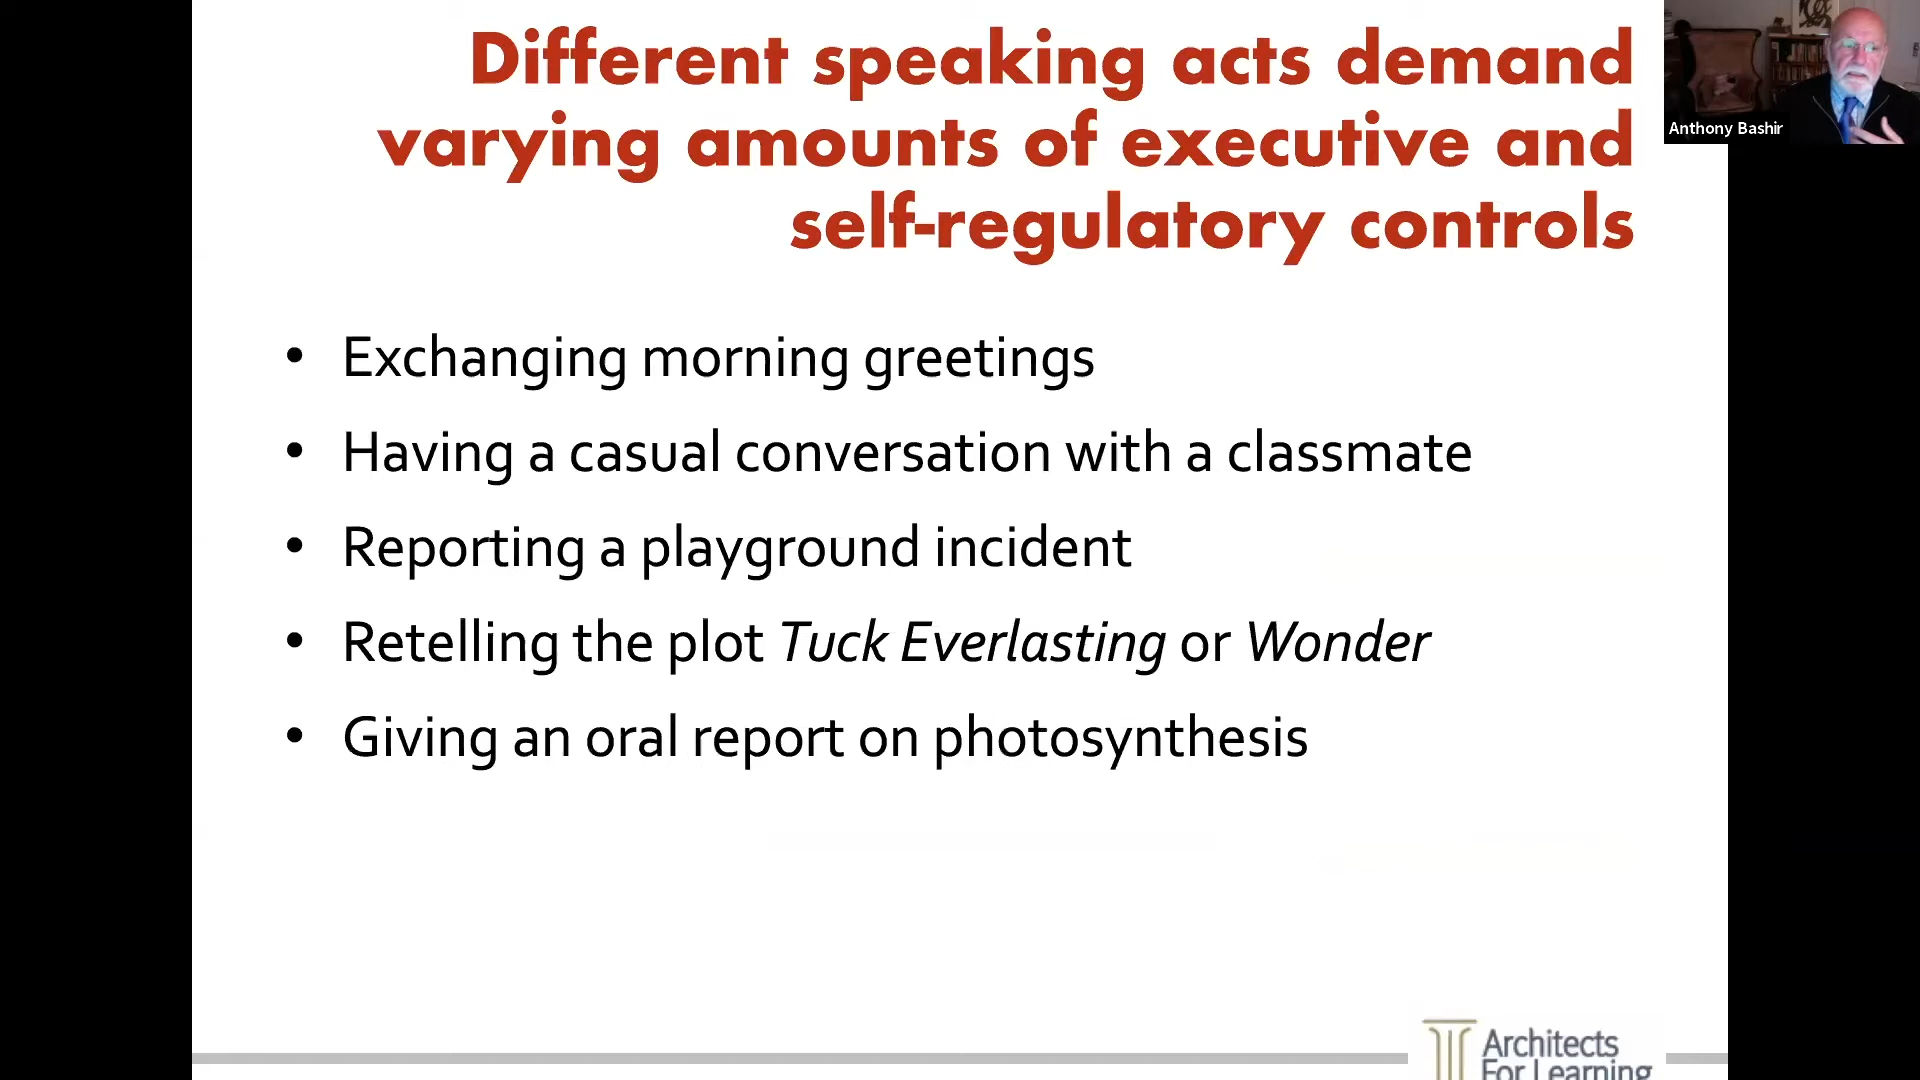 Different speaking acts demand
varying amounts of executive and
self-regulatory controls
Anthony Bashir
• Exchanging morning greetings
• Having a casual conversation with a classmate
• Reporting a playground incident
• Retelling the plot Tuck Everlasting or Wonder
• Giving an oral report on photosynthesis
Architects
For Learning